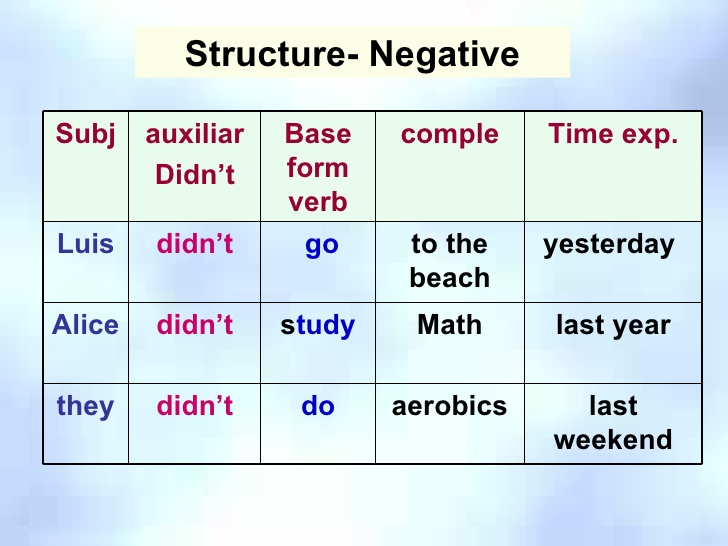 Structure- Negative
Subj auxiliar Base comple Time exp.
Didn’t form
verb
Luis didn’t go to the yesterday
beach
Alice didn’t study Math last year
they didn’t do aerobics last
weekend